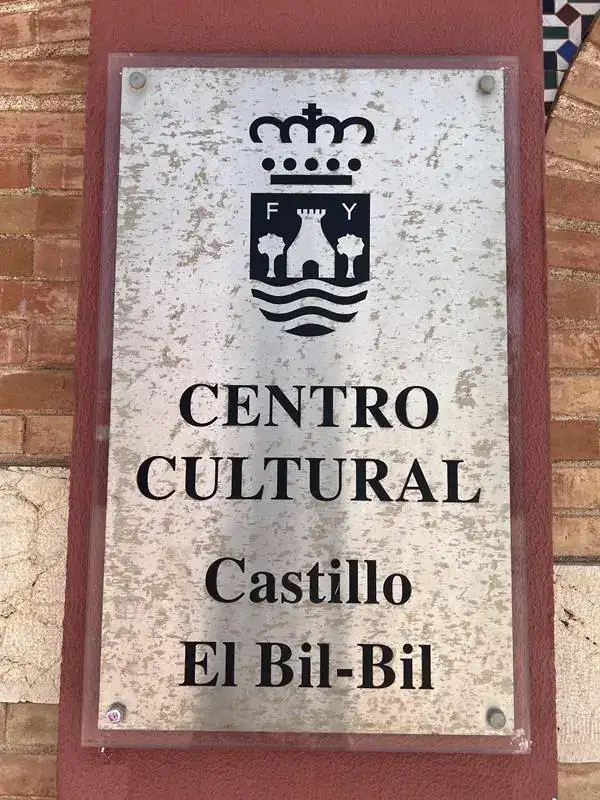 F Y
CENTRO
CULTURAL
Castillo
El Bil-Bil